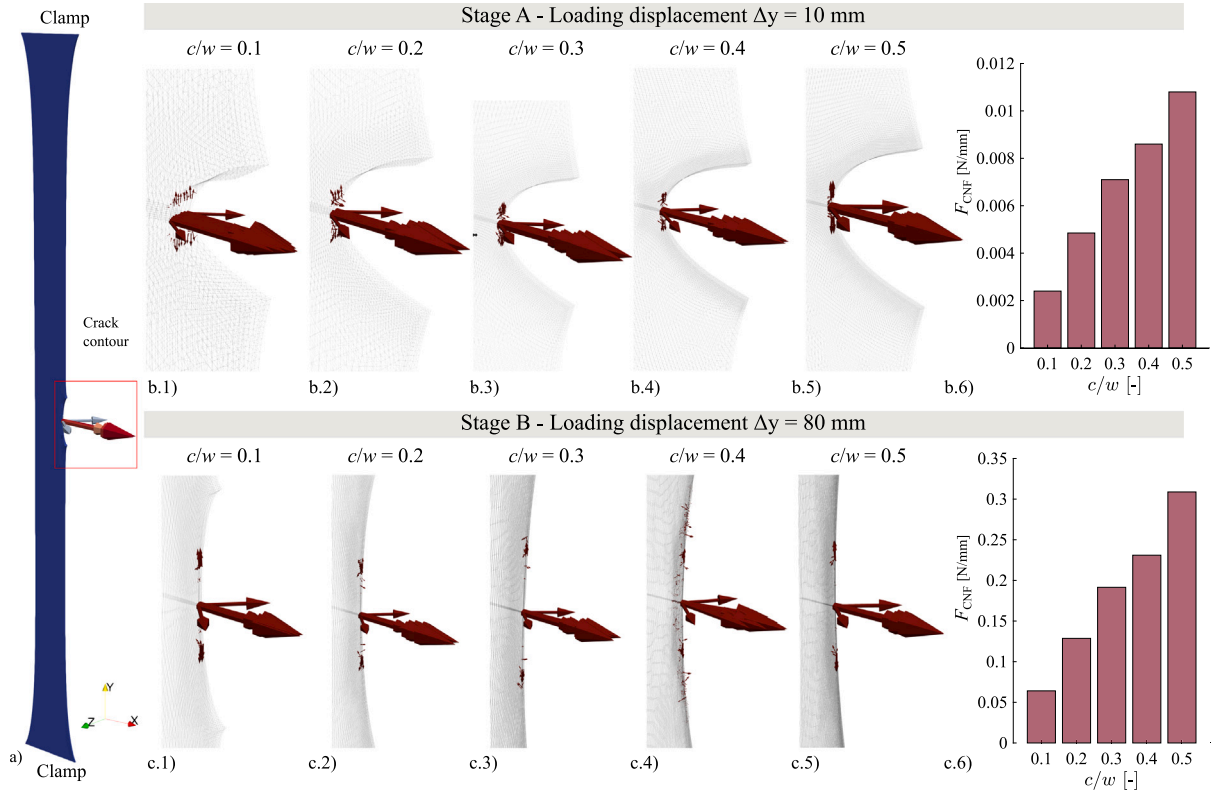 Clamp
Stage A - Loading displacement Δy = 10 mm
c/w = 0.1
c/w = 0.2
c/w = 0.3
c/w = 0.4
c/w = 0.5
0.012
0.01
0.008
0.006
0.004
0.002
0
F_CNF [N/mm]
0.1 0.2 0.3 0.4 0.5
c/w [-]
Crack
contour
b.1)
b.2)
b.3)
b.4)
b.5)
b.6)
Stage B - Loading displacement Δy = 80 mm
c/w = 0.1
c/w = 0.2
c/w = 0.3
c/w = 0.4
c/w = 0.5
0.35
0.3
0.25
0.2
0.15
0.1
0.05
0
F_CNF [N/mm]
0.1 0.2 0.3 0.4 0.5
c/w [-]
Y
Z
X
a)
Clamp
c.1)
c.2)
c.3)
c.4)
c.5)
c.6)